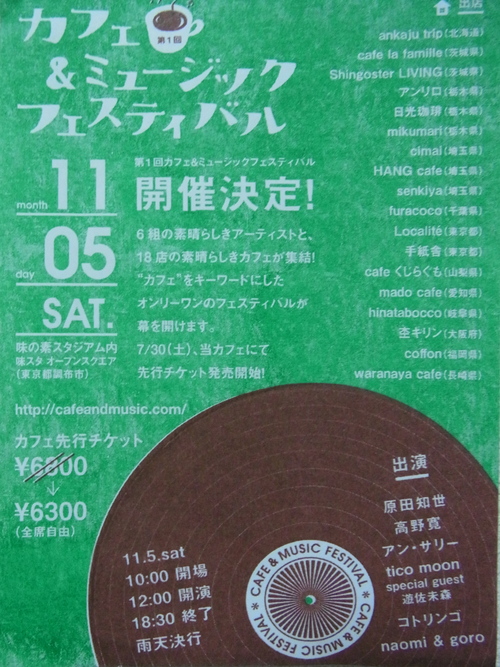 カフェ
第1回
&ミュージック
フェスティバル
month 11
day 05
SAT.
味の素スタジアム内
味スタ オープンスクエア
(東京都調布市)
http://cafeandmusic.com/
カフェ先行チケット
¥6800
↓
¥6300
(全席自由)
第1回カフェ&ミュージックフェスティバル
開催決定!
6組の素晴らしきアーティストと、
18店の素晴らしきカフェが集結!
"カフェ"をキーワードにした
オンリーワンのフェスティバルが
幕を開けます。
7/30(土)、当カフェにて
先行チケット発売開始!
出店
ankaju trip(北海道)
cafe la famille(茨城県)
Shingoster LIVING(茨城県)
アンリロ(栃木県)
日光珈琲(栃木県)
mikumari(栃木県)
cimai(埼玉県)
HANG cafe(埼玉県)
senkiya(埼玉県)
furacoco(千葉県)
Localité(東京都)
手紙舎(東京都)
cafe くじらぐも(山梨県)
mado cafe(愛知県)
hinatabocco(岐阜県)
杢キリン(大阪府)
coffon(福岡県)
waranaya cafe(長崎県)
11.5.sat
10:00 開場
12:00 開演
18:30 終了
雨天決行
CAFE & MUSIC FESTIVAL * CAFE & MUSIC FESTIVAL *
出演
原田知世
高野寛
アン・サリー
tico moon
special guest
遊佐未森
コトリンゴ
naomi & goro